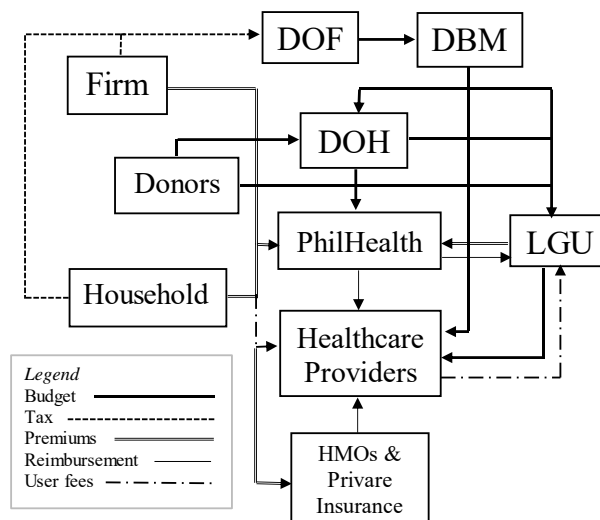 DOF
DBM
Firm
DOH
Donors
PhilHealth
LGU
Household
Healthcare
Providers
Legend
Budget
Tax
Premiums
Reimbursement
User fees
HMOs &
Prirare
Insurance